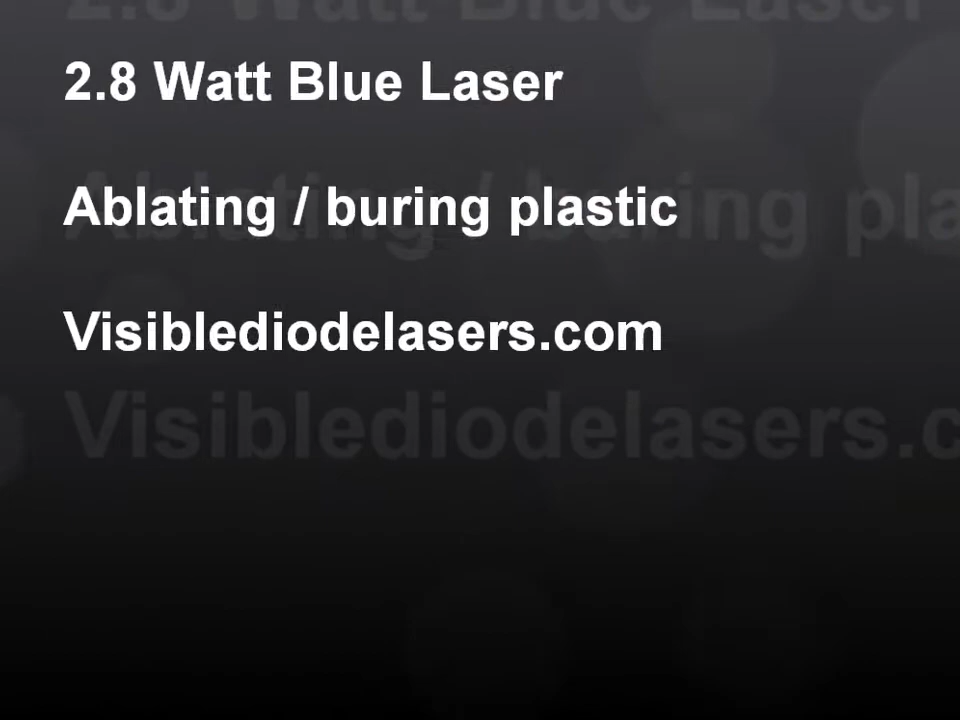 2.8 Watt Blue Laser
Ablating / buring plastic
Visiblediodelasers.com